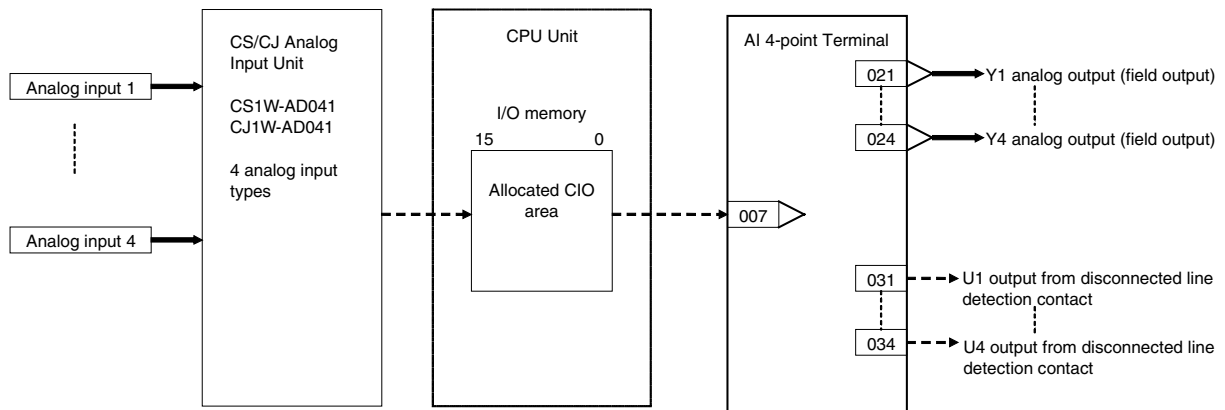 Analog input 1
Analog input 4
CS/CJ Analog
Input Unit
CS1W-AD041
CJ1W-AD041
4 analog input
types
CPU Unit
I/O memory
15 0
Allocated CIO
area
AI 4-point Terminal
021
Y1 analog output (field output)
024
Y4 analog output (field output)
007
031
U1 output from disconnected line
detection contact
034
U4 output from disconnected line
detection contact